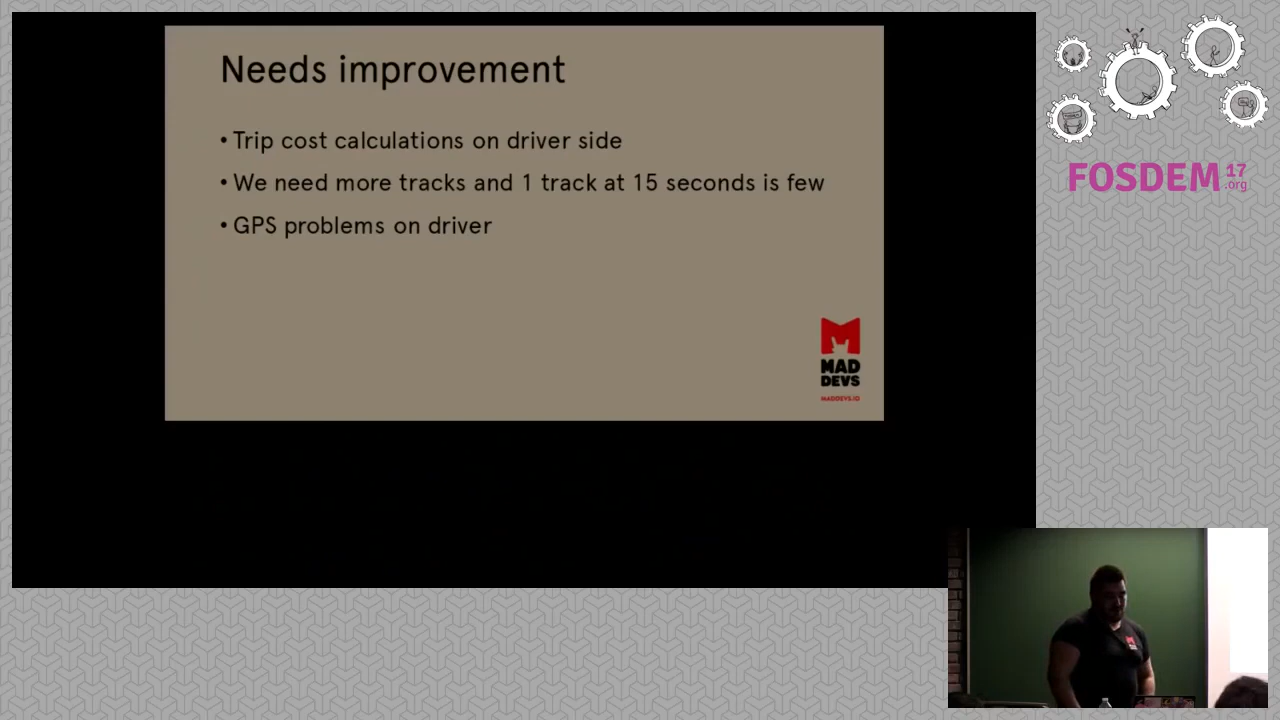 Needs improvement
• Trip cost calculations on driver side
• We need more tracks and 1 track at 15 seconds is few
• GPS problems on driver
MAD
DEVS
MADDEVS.IO
FOSDEM 17
.org